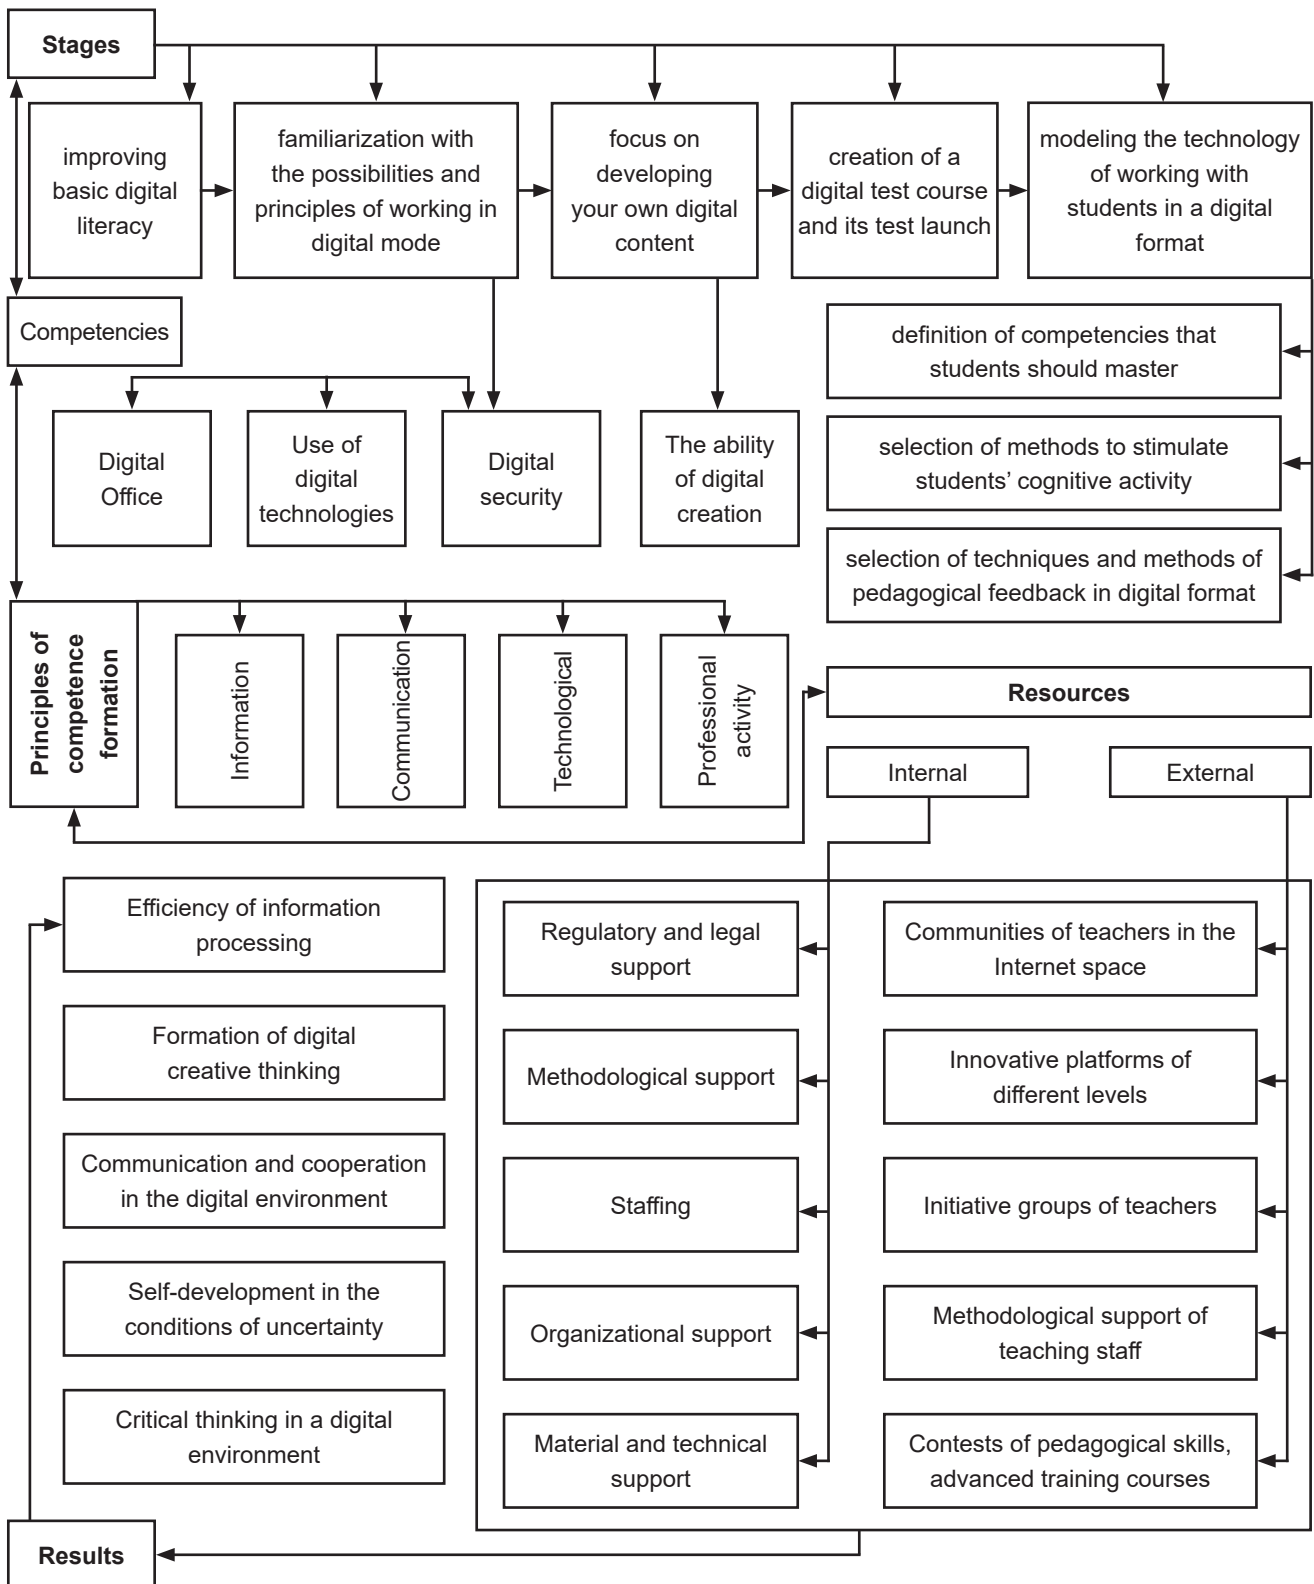 Stages
improving
basic digital
literacy
familiarization with
the possibilities and
principles of working in
digital mode
focus on
developing
your own digital
content
creation of a
digital test course
and its test launch
modeling the technology
of working with
students in a digital
format
Competencies
definition of competencies that
students should master
selection of methods to stimulate
students’ cognitive activity
selection of techniques and methods of
pedagogical feedback in digital format
Digital
Office
Use of
digital
technologies
Digital
security
The ability
of digital
creation
Principles of
competence
formation
Information
Communication
Technological
Professional
activity
Resources
Internal
External
Efficiency of information
processing
Formation of digital
creative thinking
Communication and cooperation
in the digital environment
Self-development in the
conditions of uncertainty
Critical thinking in a digital
environment
Regulatory and legal
support
Methodological support
Staffing
Organizational support
Material and technical
support
Communities of teachers in the
Internet space
Innovative platforms of
different levels
Initiative groups of teachers
Methodological support of
teaching staff
Contests of pedagogical skills,
advanced training courses
Results